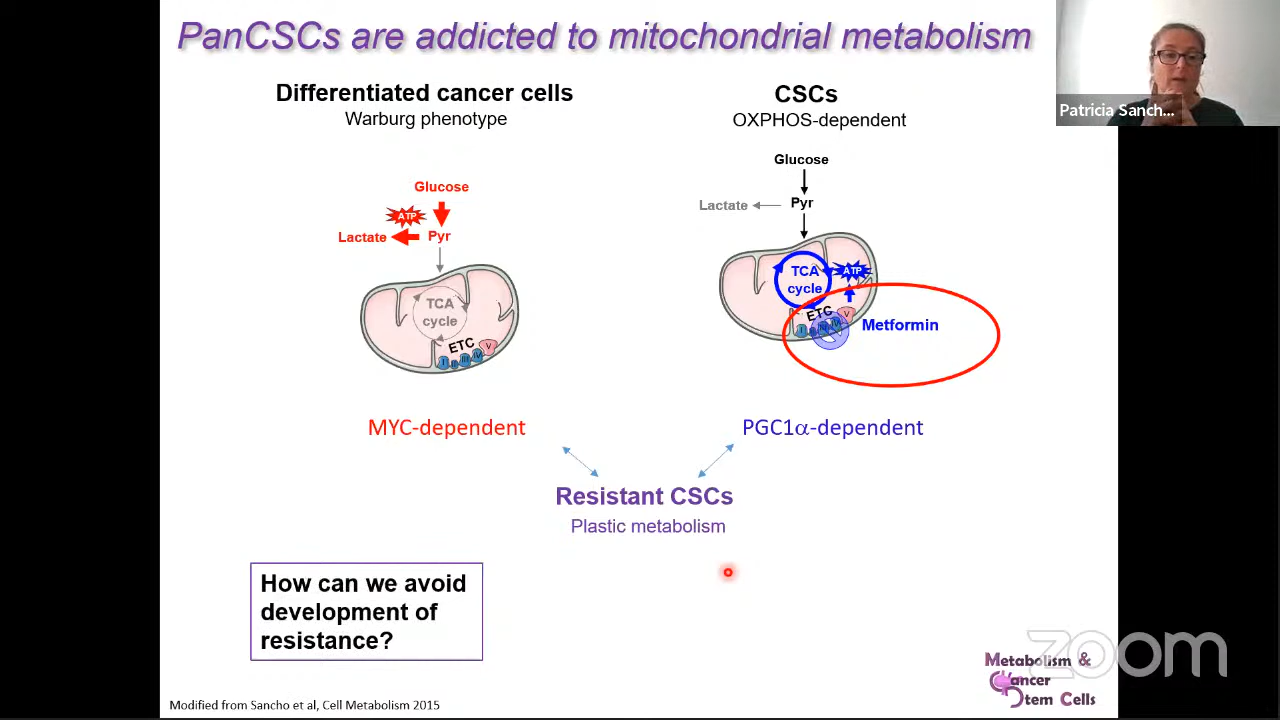 PanCSCs are addicted to mitochondrial metabolism
Patricia Sanch...
Differentiated cancer cells
Warburg phenotype
Glucose
ATP
Lactate
Pyr
TCA
cycle
ETC
I
II
III
IV
V
MYC-dependent
CSCs
OXPHOS-dependent
Glucose
Lactate
Pyr
TCA
cycle
ATP
ETC
I
V
Metformin
PGC1α-dependent
Resistant CSCs
Plastic metabolism
How can we avoid
development of
resistance?
zoom
Metabolism &
Cancer
Stem Cells
Modified from Sancho et al, Cell Metabolism 2015